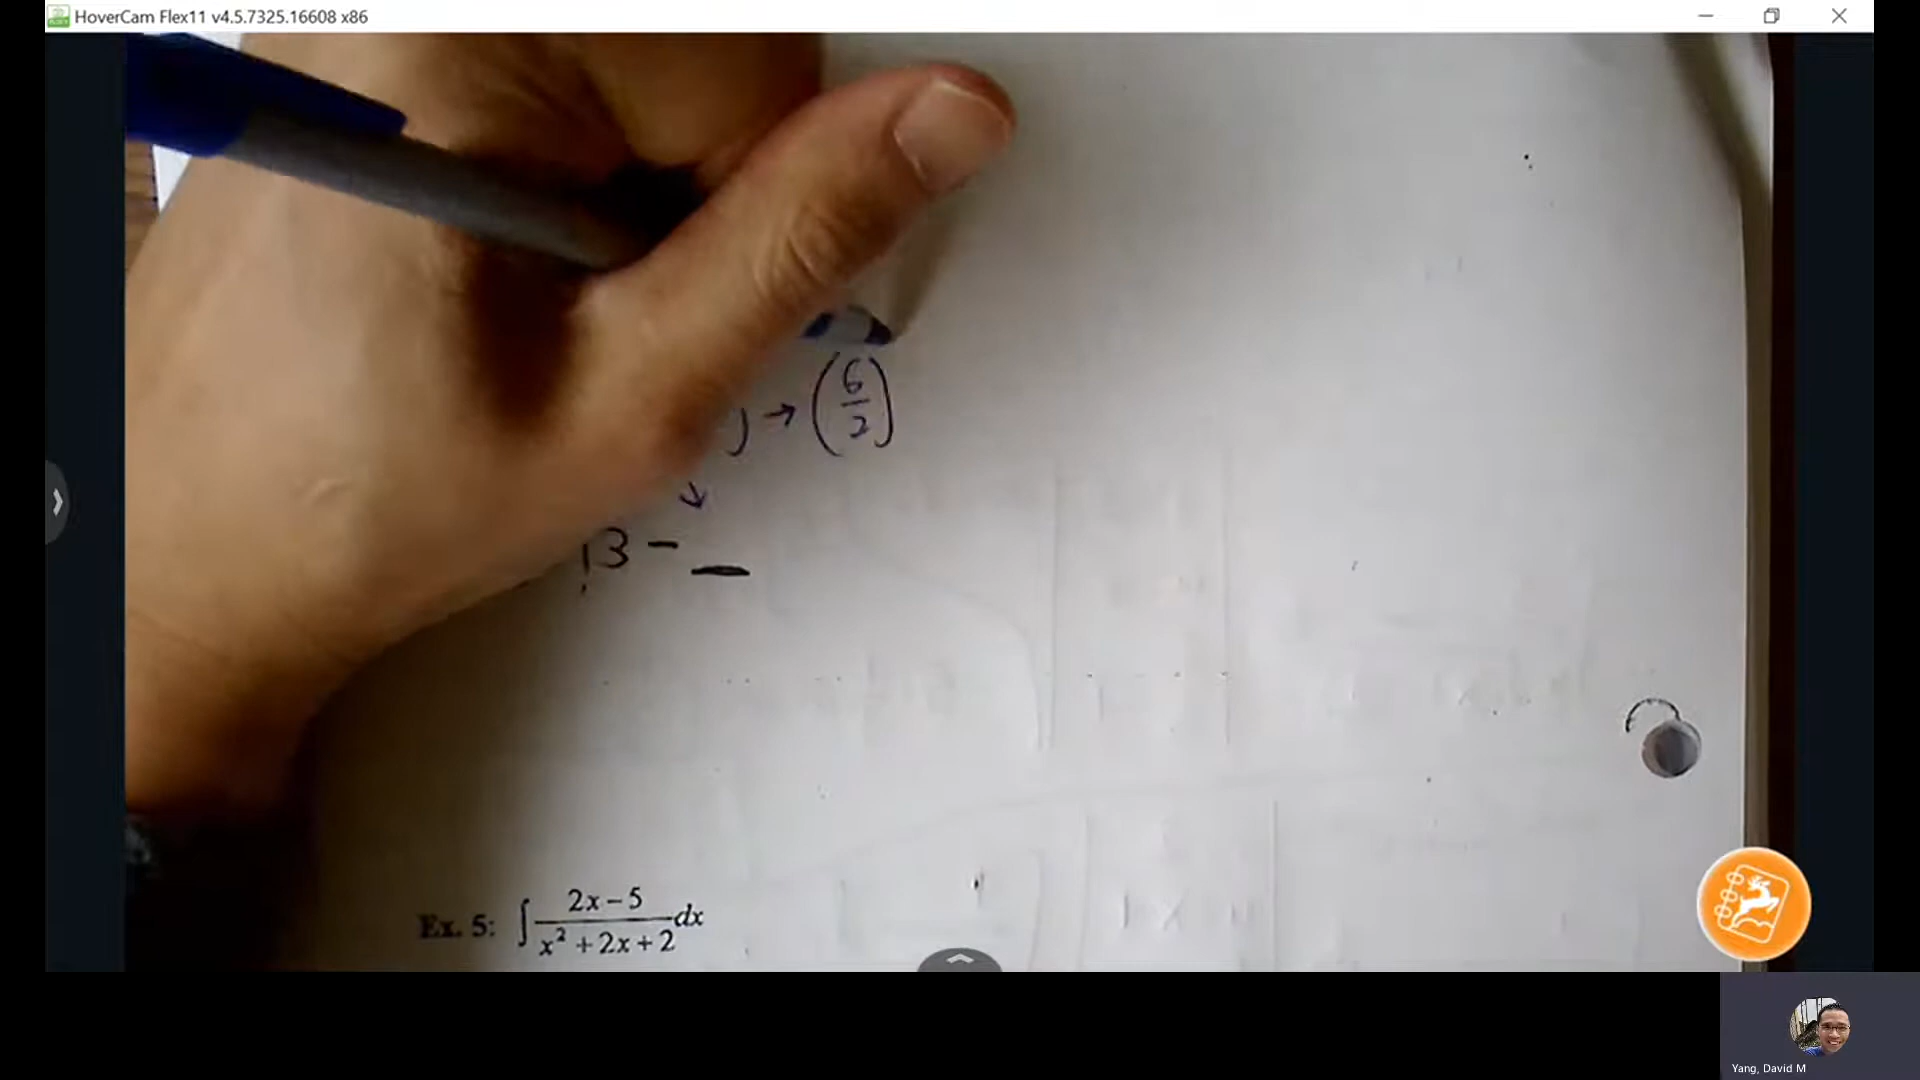 HoverCam Flex11 v4.5.7325.16608 x86
) → (6/2)
↓
13 - _
Ex. 5: ∫ (2x-5)/(x²+2x+2) dx
Yang, David M